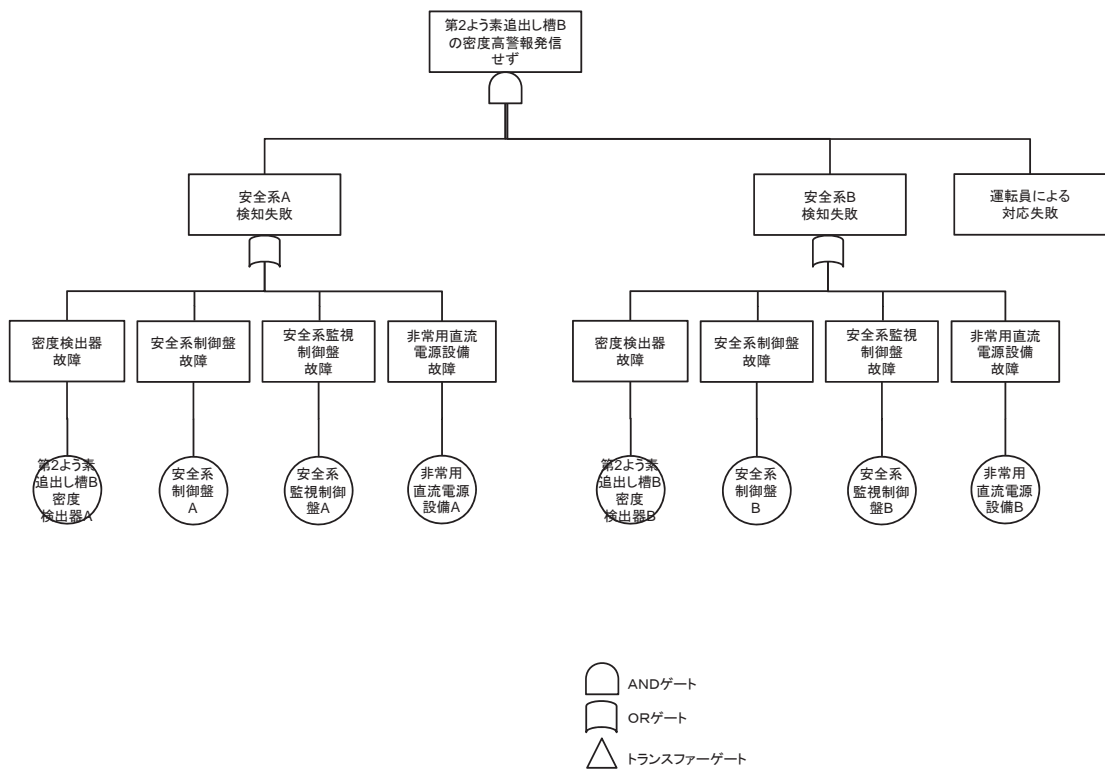 第2よう素追出し槽B
の密度高警報発信
せず
安全系A
検知失敗
安全系B
検知失敗
運転員による
対応失敗
密度検出器
故障
安全系制御盤
故障
安全系監視
制御盤
故障
非常用直流
電源設備
故障
密度検出器
故障
安全系制御盤
故障
安全系監視
制御盤
故障
非常用直流
電源設備
故障
第2よう素
追出し槽B
密度
検出器A
安全系
制御盤
A
安全系
監視制御
盤A
非常用
直流電源
設備A
第2よう素
追出し槽B
密度
検出器B
安全系
制御盤
B
安全系
監視制御
盤B
非常用
直流電源
設備B
ANDゲート
ORゲート
トランスファーゲート